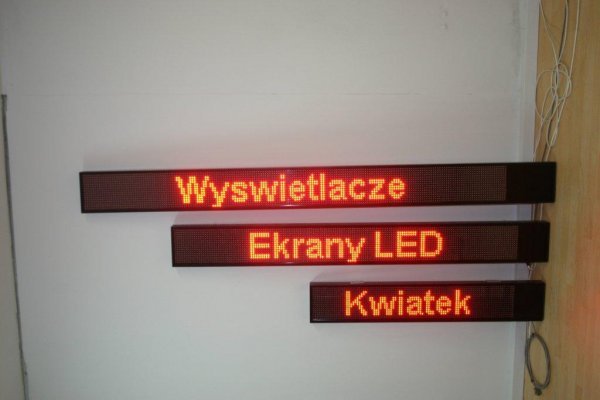 Wyswietlacze
Ekrany LED
Kwiatek